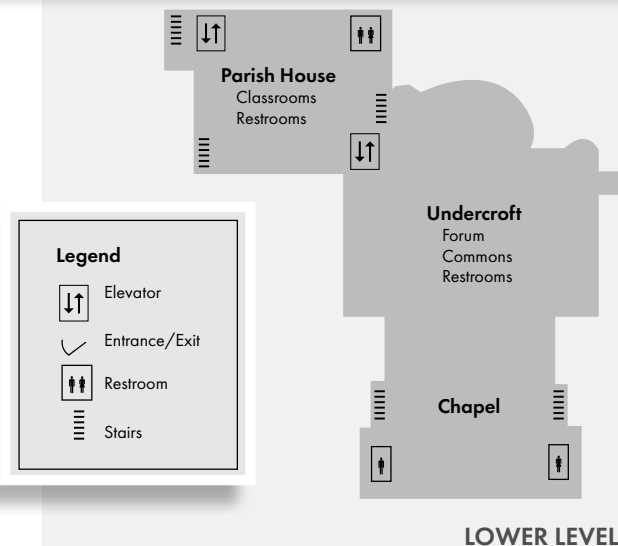 Parish House
Classrooms
Restrooms
Undercroft
Forum
Commons
Restrooms
Legend
Elevator
Entrance/Exit
Restroom
Stairs
Chapel
LOWER LEVEL